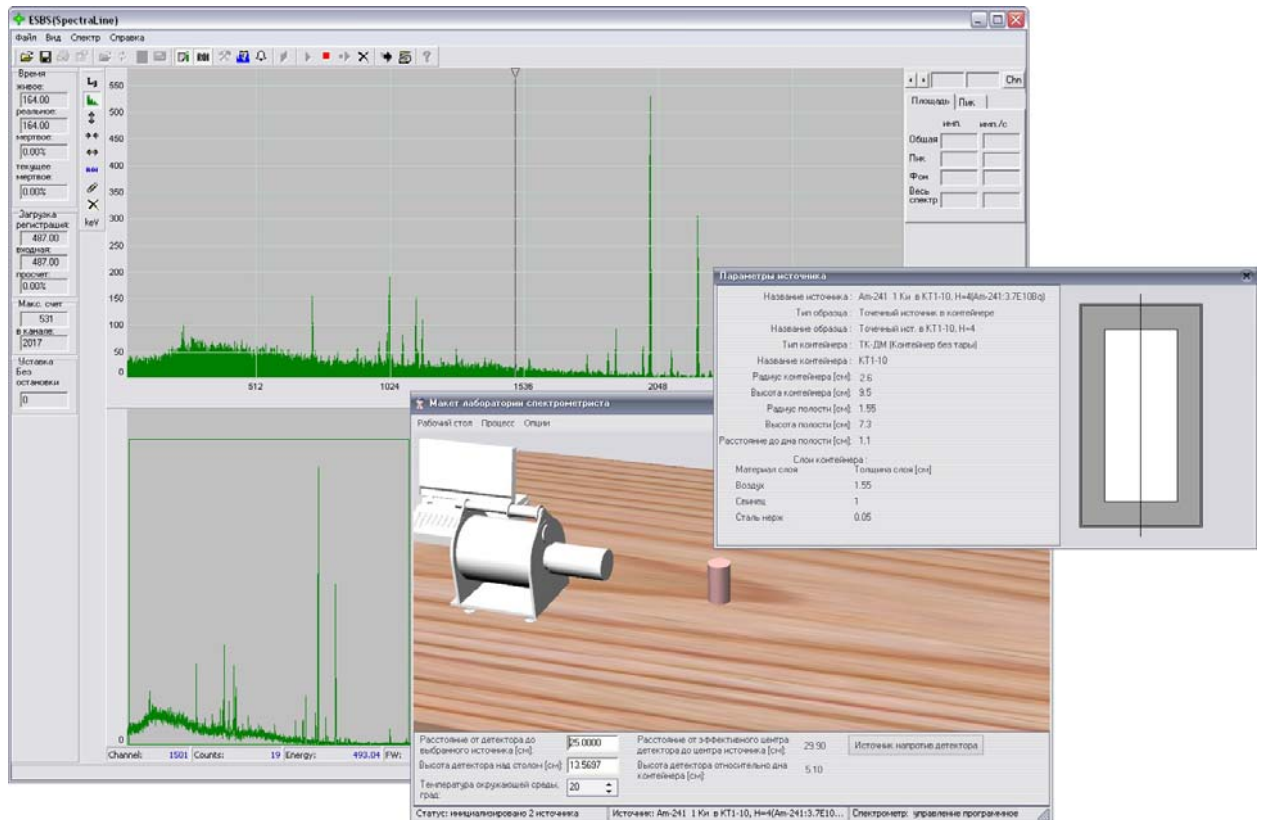 ESBS(SpectraLine)
Файл Вид Спектр Справка
Время
живое:
164.00
реальное:
164.00
мертвое:
0.00%
текущее
мертвое:
0.00%
Загрузка
регистрация:
487.00
входная:
487.00
просчет:
0.00%
Макс. счет
531
в канале:
2017
Уставка
Без
остановки
0
Lg
ROI
keV
550
500
450
400
350
300
250
200
150
100
50
0
512 1024 1536 2048
Chn
Площадь Пик
имп. имп./с
Общая
Пик
Фон
Весь
спектр
0
Channel: 1501 Counts: 19 Energy: 493.04 FW:
Параметры источника
Название источника : Am-241 1 Ки в КТ1-10, H=4(Am-241:3.7E10Bq)
Тип образца : Точечный источник в контейнере
Название образца : Точечный ист. в КТ1-10, H=4
Тип контейнера : ТК-ДМ (Контейнер без тары)
Название контейнера : КТ1-10
Радиус контейнера [см]: 2.6
Высота контейнера [см]: 9.5
Радиус полости [см]: 1.55
Высота полости [см]: 7.3
Расстояние до дна полости [см]: 1.1
Слои контейнера :
Материал слоя Толщина слоя [см]
Воздух 1.55
Свинец 1
Сталь нерж 0.05
Макет лаборатории спектрометриста
Рабочий стол Процесс Опции
Расстояние от детектора до
выбранного источника [см]: 25.0000
Высота детектора над столом [см]: 13.5697
Температура окружающей среды,
град: 20
Расстояние от эффективного центра
детектора до центра источника [см]: 29.90
Высота детектора относительно дна
контейнера [см]: 5.10
Источник напротив детектора
Статус: инициализировано 2 источника Источник: Am-241 1 Ки в КТ1-10, H=4(Am-241:3.7E10... Спектрометр: управление программное